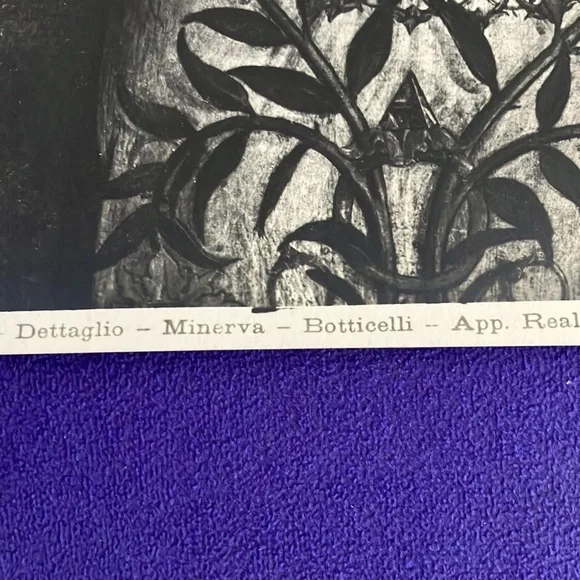 Dettaglio - Minerva - Botticelli - App. Real